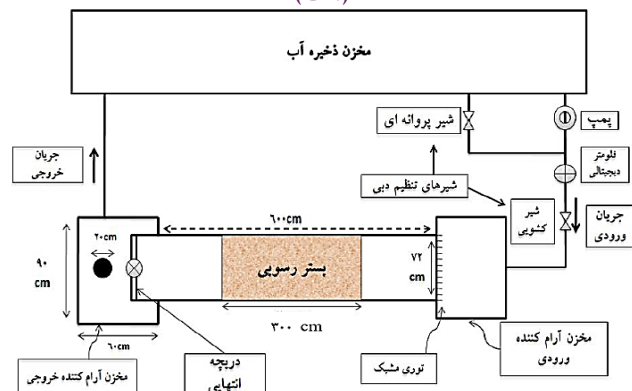 مخزن ذخیره آب
شیر پروانه ای
پمپ
فلومتر
دیجیتالی
جریان
خروجی
شیرهای تنظیم دبی
شیر
کشویی
جریان
ورودی
۶۰۰cm
۲۰cm
۹۰
cm
بستر رسوبی
۷۲
cm
۳۰۰ cm
۶۰cm
مخزن آرام کننده
ورودی
توری مشبک
دریچه
انتهایی
مخزن آرام کننده خروجی